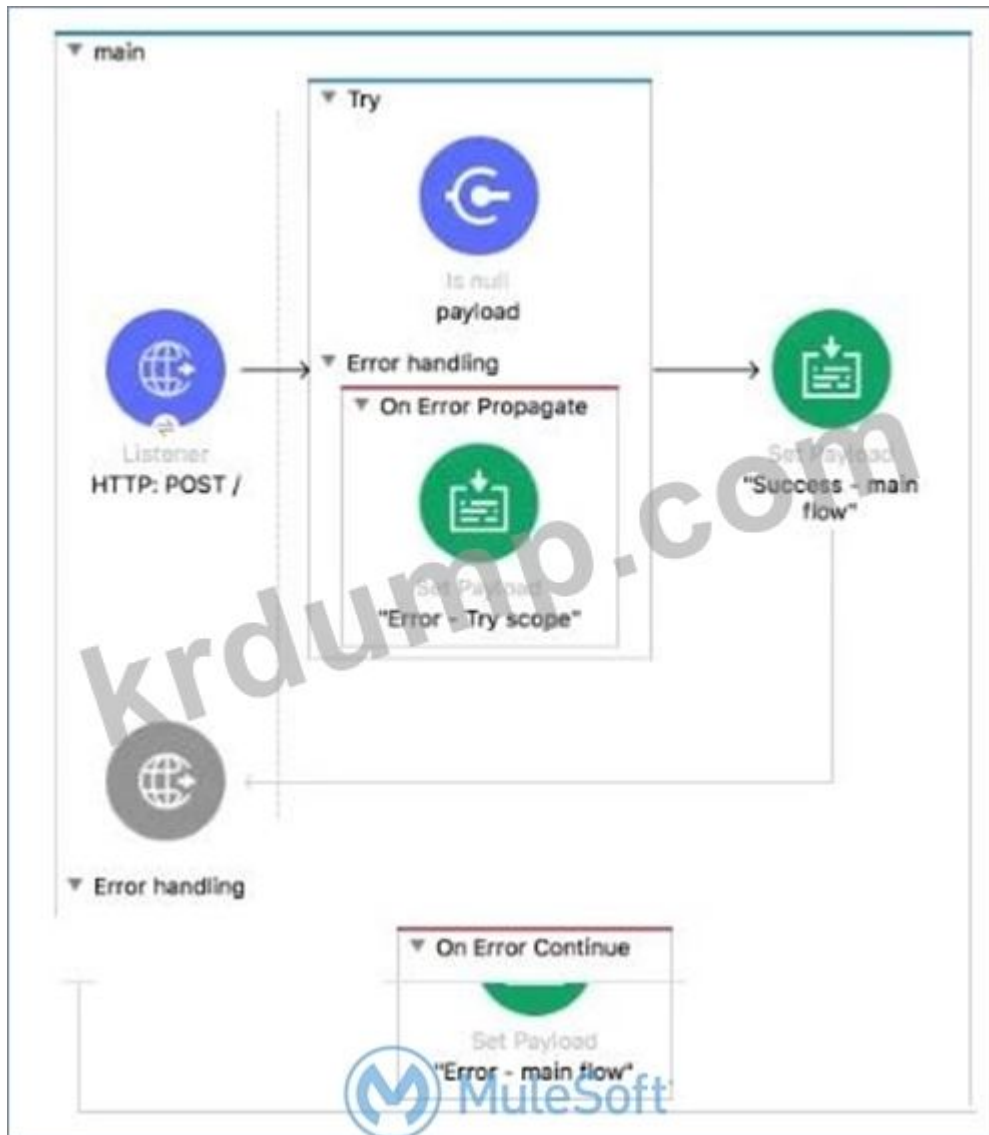 main
Try
Is null
payload
Error handling
On Error Propagate
Listener
HTTP: POST /
Set Payload
"Success - main
flow"
Set Payload
"Error - Try scope"
krdump.com
Error handling
On Error Continue
Set Payload
"Error - main flow"
MuleSoft